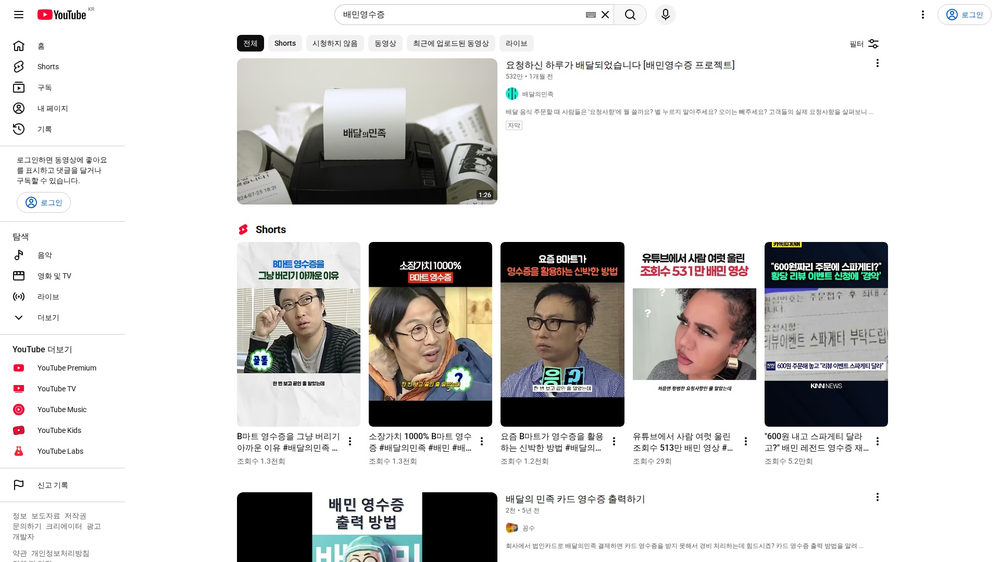 YouTube KR
배민영수증
로그인
홈
Shorts
구독
내 페이지
기록
로그인하면 동영상에 좋아요
를 표시하고 댓글을 달거나
구독할 수 있습니다.
로그인
탐색
음악
영화 및 TV
라이브
더보기
YouTube 더보기
YouTube Premium
YouTube TV
YouTube Music
YouTube Kids
YouTube Labs
신고 기록
정보 보도자료 저작권
문의하기 크리에이터 광고
개발자
약관 개인정보처리방침
전체 Shorts 시청하지 않음 동영상 최근에 업로드된 동영상 라이브
필터
배달의민족
1:26
요청하신 하루가 배달되었습니다 [배민영수증 프로젝트]
532만 • 1개월 전
배달의민족
배달 음식 주문할 때 사람들은 '요청사항'에 뭘 쓸까요? 벨 누르지 말아주세요? 오이는 빼주세요? 고객들의 실제 요청사항을 살펴보니 ...
자막
Shorts
B마트 영수증을
그냥 버리기 아까운 이유
B마트 영수증을 그냥 버리기
아까운 이유 #배달의민족 ...
조회수 1.3천회
소장가치 1000%
B마트 영수증
?
소장가치 1000% B마트 영수
증 #배달의민족 #배민 #배...
조회수 1.3천회
요즘 B마트가
영수증을 활용하는 신박한 방법
요즘 B마트가 영수증을 활용
하는 신박한 방법 #배달의...
조회수 1.2천회
유튜브에서 사람 여럿 울린
조회수 531만 배민 영상
?
유튜브에서 사람 여럿 울린
조회수 513만 배민 영상 #...
조회수 29회
"600원짜리 주문에 스파게티?"
황당 리뷰 이벤트 신청에 '경악'
600원 주문해 놓고 "리뷰 이벤트 스파게티 달라"
KNN NEWS
"600원 내고 스파게티 달라
고?" 배민 레전드 영수증 재...
조회수 5.2만회
배민 영수증
출력 방법
배민
배달의 민족 카드 영수증 출력하기
2천 • 5년 전
꽁수
회사에서 법인카드로 배달의민족 결제하면 카드 영수증을 받지 못해서 경비 처리하는데 힘드시죠? 카드 영수증 출력 방법을 알려 ...